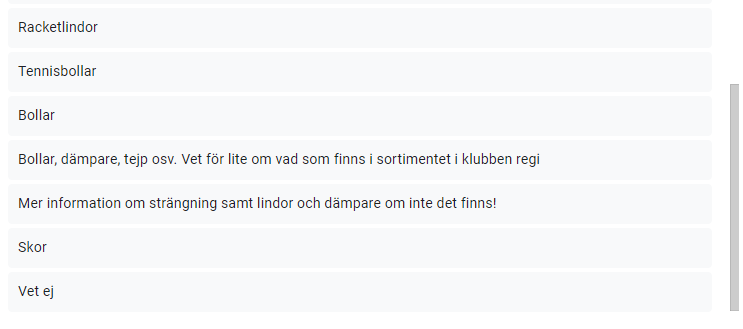 Racketlindor
Tennisbollar
Bollar
Bollar, dämpare, tejp osv. Vet för lite om vad som finns i sortimentet i klubben regi
Mer information om strängning samt lindor och dämpare om inte det finns!
Skor
Vet ej